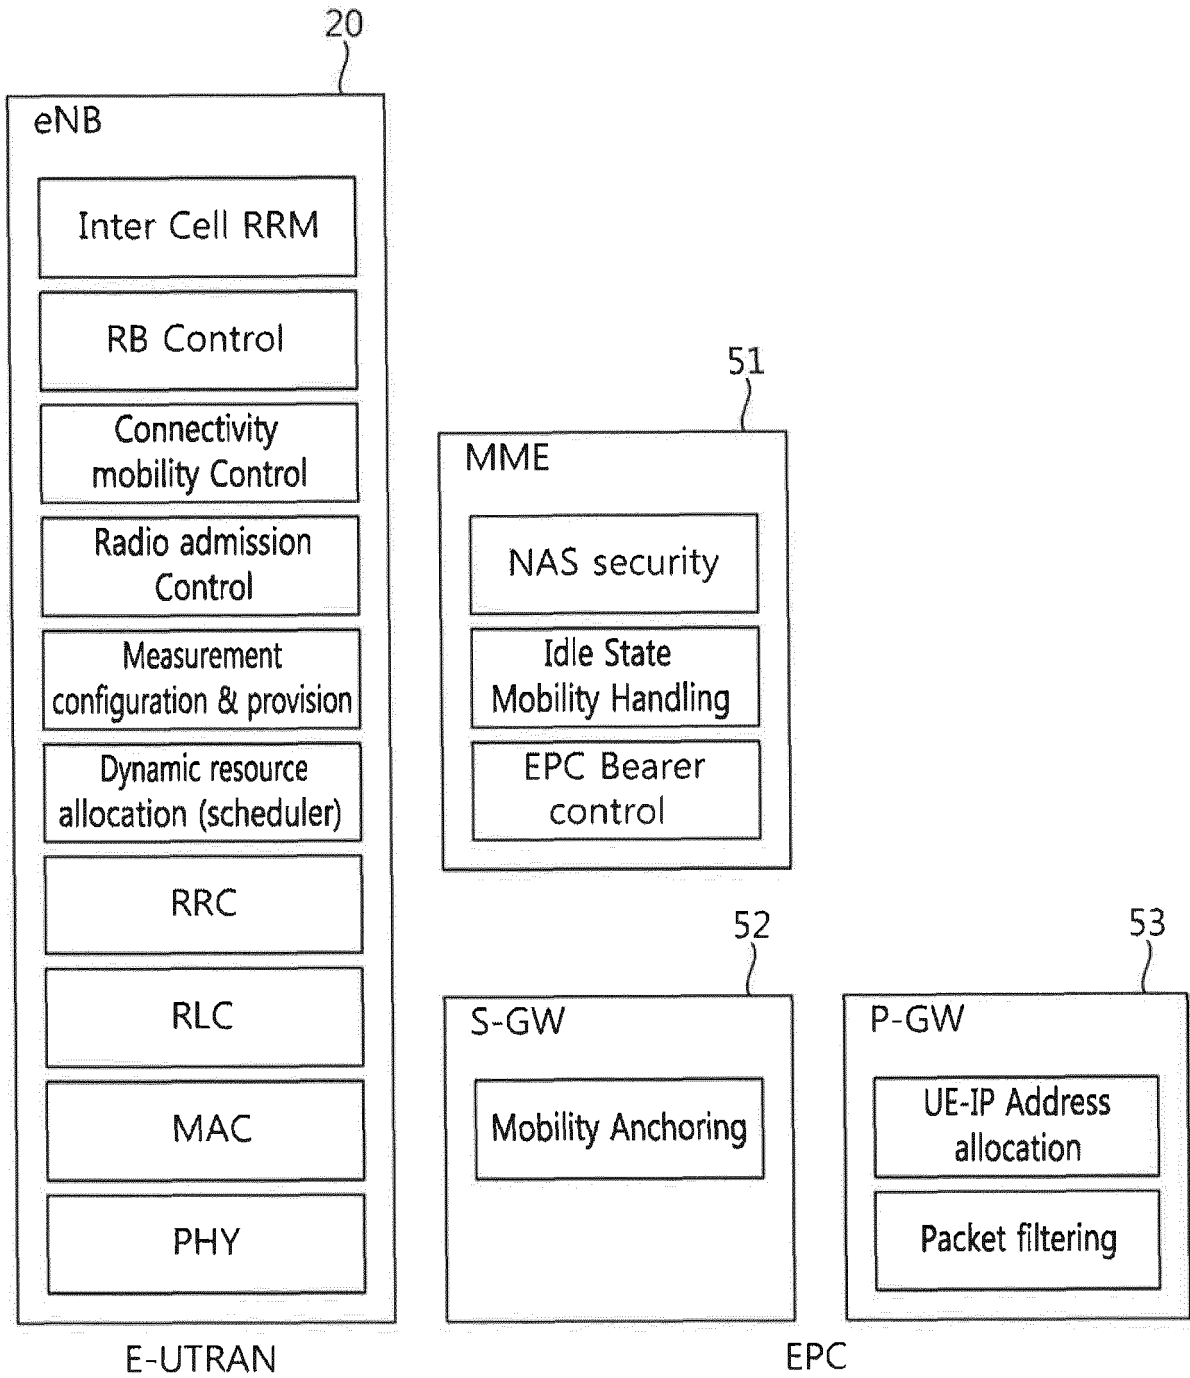 20
eNB
Inter Cell RRM
RB Control
Connectivity
mobility Control
Radio admission
Control
Measurement
configuration & provision
Dynamic resource
allocation (scheduler)
RRC
RLC
MAC
PHY
E-UTRAN
51
MME
NAS security
Idle State
Mobility Handling
EPC Bearer
control
52
S-GW
Mobility Anchoring
53
P-GW
UE-IP Address
allocation
Packet filtering
EPC